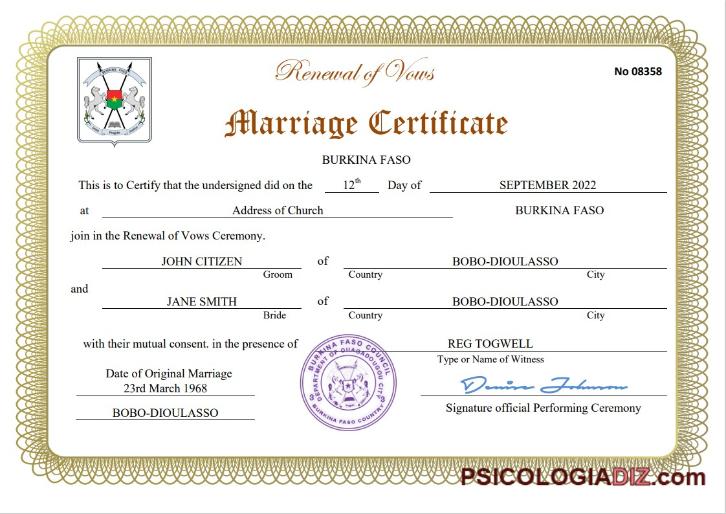 Renewal of Vows
No 08358
Marriage Certificate
BURKINA FASO
This is to Certify that the undersigned did on the 12th Day of SEPTEMBER 2022
at Address of Church BURKINA FASO
join in the Renewal of Vows Ceremony.
JOHN CITIZEN of BOBO-DIOULASSO
Groom Country City
and
JANE SMITH of BOBO-DIOULASSO
Bride Country City
with their mutual consent. in the presence of REG TOGWELL
Type or Name of Witness
Date of Original Marriage
23rd March 1968
BOBO-DIOULASSO
BURKINA FASO COUNCIL
DEPARTMENT OF OUAGADOUGOU CITY
BURKINA FASO COUNTRY
Denise Johnson
Signature official Performing Ceremony
PSICOLOGIADIZ.com